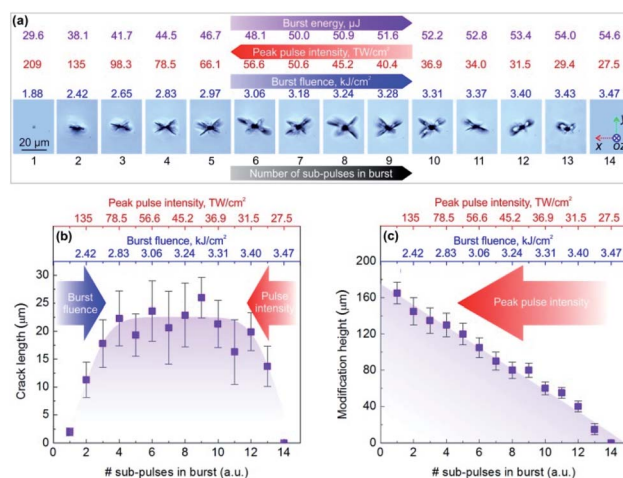 (a)
Burst energy, µJ
29.6 38.1 41.7 44.5 46.7 48.1 50.0 50.9 51.6 52.2 52.8 53.4 54.0 54.6
Peak pulse intensity, TW/cm²
209 135 98.3 78.5 66.1 56.6 50.6 45.2 40.4 36.9 34.0 31.5 29.4 27.5
Burst fluence, kJ/cm²
1.88 2.42 2.65 2.83 2.97 3.06 3.18 3.24 3.28 3.31 3.37 3.40 3.43 3.47
20 µm
y
x oz
1 2 3 4 5 6 7 8 9 10 11 12 13 14
Number of sub-pulses in burst
Peak pulse intensity, TW/cm²
135 78.5 56.6 45.2 36.9 31.5 27.5
Burst fluence, kJ/cm²
2.42 2.83 3.06 3.24 3.31 3.40 3.47
(b)
Burst
fluence
Pulse
intensity
Crack length (µm)
30
25
20
15
10
5
0
0 2 4 6 8 10 12 14
# sub-pulses in burst (a.u.)
Peak pulse intensity, TW/cm²
135 78.5 56.6 45.2 36.9 31.5 27.5
Burst fluence, kJ/cm²
2.42 2.83 3.06 3.24 3.31 3.40 3.47
(c)
Peak pulse intensity
Modification height (µm)
200
160
120
80
40
0
0 2 4 6 8 10 12 14
# sub-pulses in burst (a.u.)